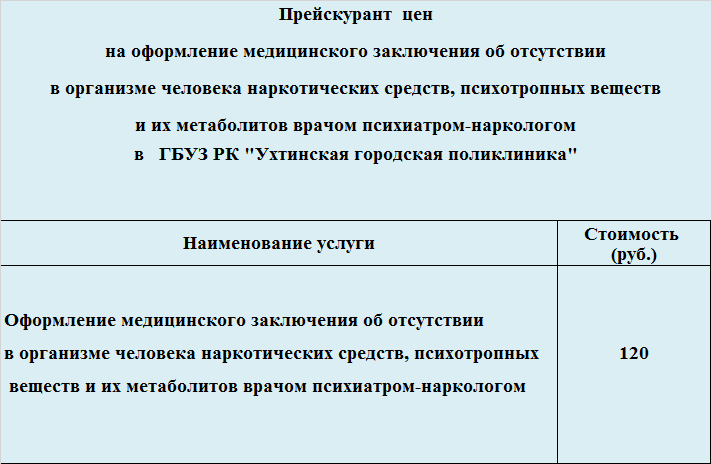 Прейскурант цен
на оформление медицинского заключения об отсутствии
в организме человека наркотических средств, психотропных веществ
и их метаболитов врачом психиатром-наркологом
в ГБУЗ РК "Ухтинская городская поликлиника"
Наименование услуги
Стоимость
(руб.)
Оформление медицинского заключения об отсутствии
в организме человека наркотических средств, психотропных
веществ и их метаболитов врачом психиатром-наркологом
120